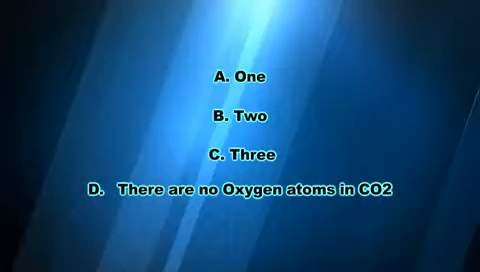 A. One
B. Two
C. Three
D. There are no Oxygen atoms in CO2